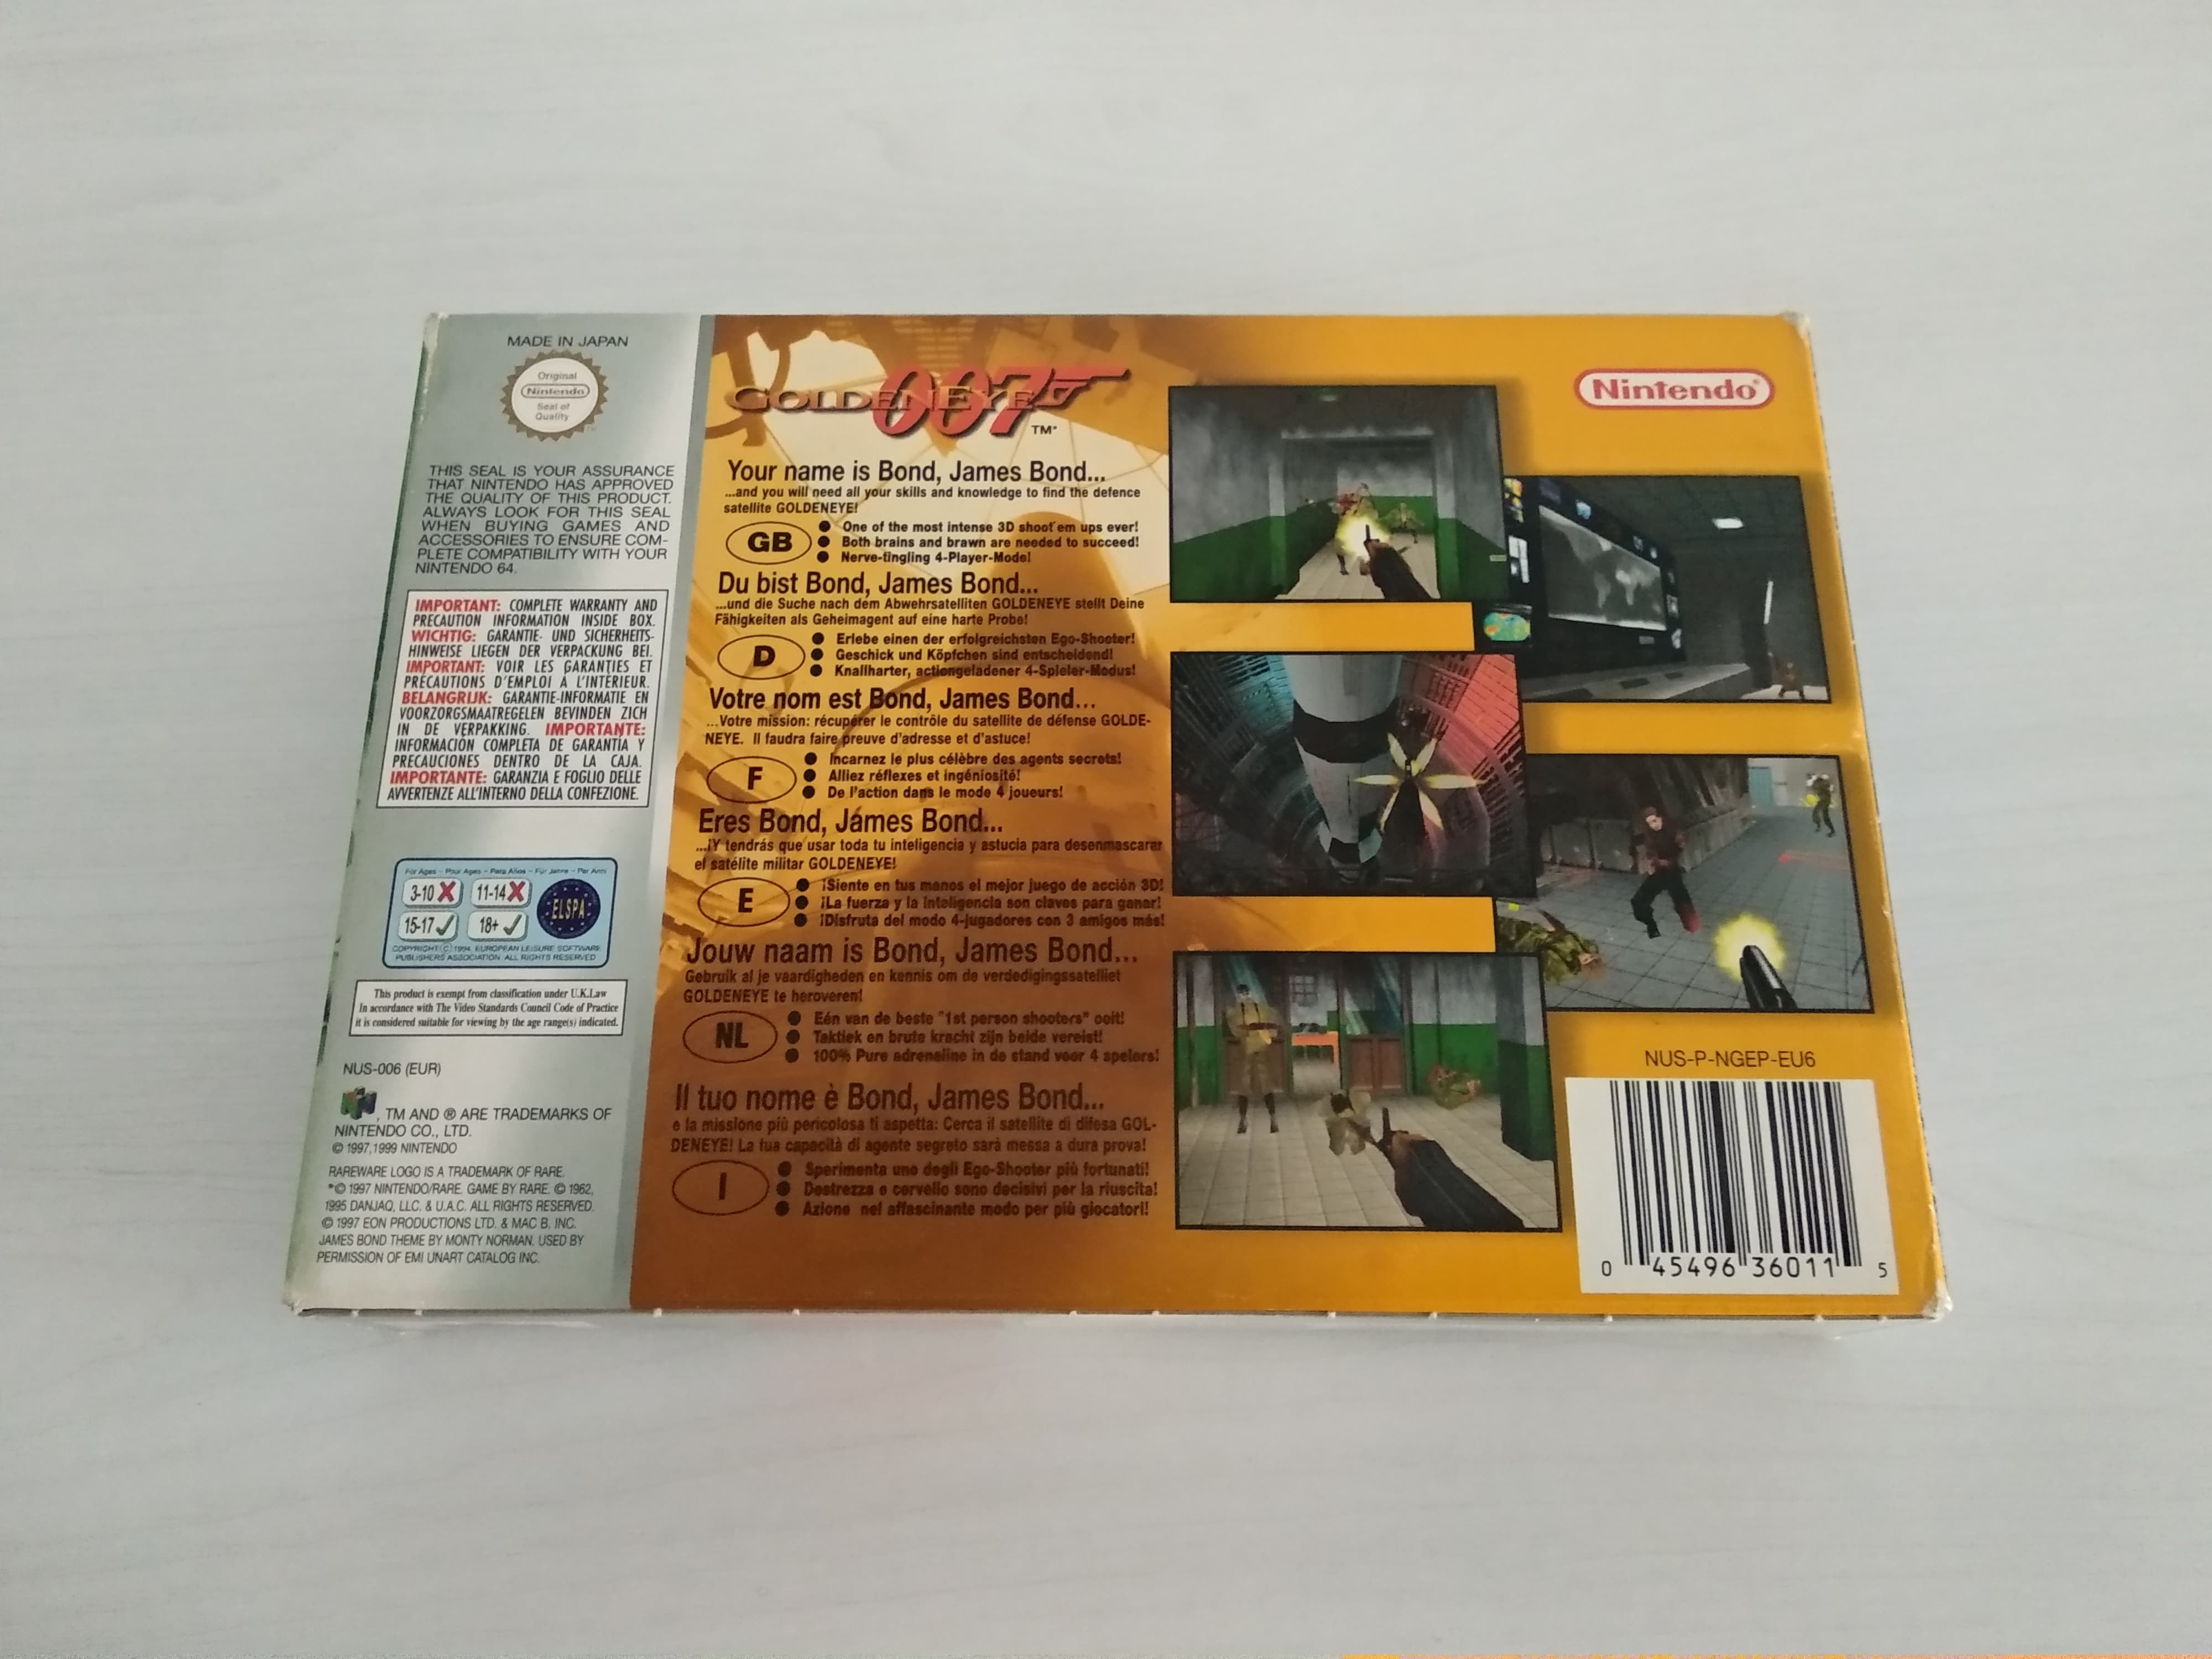 MADE IN JAPAN
Original
Nintendo
Seal of
Quality
THIS SEAL IS YOUR ASSURANCE
THAT NINTENDO HAS APPROVED
THE QUALITY OF THIS PRODUCT.
ALWAYS LOOK FOR THIS SEAL
WHEN BUYING GAMES AND
ACCESSORIES TO ENSURE COM-
PLETE COMPATIBILITY WITH YOUR
NINTENDO 64.
IMPORTANT: COMPLETE WARRANTY AND
PRECAUTION INFORMATION INSIDE BOX.
WICHTIG: GARANTIE- UND SICHERHEITS-
HINWEISE LIEGEN DER VERPACKUNG BEI.
IMPORTANT: VOIR LES GARANTIES ET
PRÉCAUTIONS D'EMPLOI À L'INTÉRIEUR.
BELANGRIJK: GARANTIE-INFORMATIE EN
VOORZORGSMAATREGELEN BEVINDEN ZICH
IN DE VERPAKKING. IMPORTANTE:
INFORMACIÓN COMPLETA DE GARANTÍA Y
PRECAUCIONES DENTRO DE LA CAJA.
IMPORTANTE: GARANZIA E FOGLIO DELLE
AVVERTENZE ALL'INTERNO DELLA CONFEZIONE.
For Ages - Pour Ages - Para Años - Für Jahre - Per Anni
3-10 11-14
15-17 18+
ELSPA
COPYRIGHT (C) 1994 EUROPEAN LEISURE SOFTWARE
PUBLISHERS ASSOCIATION ALL RIGHTS RESERVED
This product is exempt from classification under U.K.Law
In accordance with The Video Standards Council Code of Practice
it is considered suitable for viewing by the age range(s) indicated.
NUS-006 (EUR)
, TM AND ® ARE TRADEMARKS OF
NINTENDO CO., LTD.
© 1997,1999 NINTENDO
RAREWARE LOGO IS A TRADEMARK OF RARE.
*© 1997 NINTENDO/RARE. GAME BY RARE. © 1962,
1995 DANJAQ, LLC. & U.A.C. ALL RIGHTS RESERVED.
© 1997 EON PRODUCTIONS LTD. & MAC B. INC.
JAMES BOND THEME BY MONTY NORMAN. USED BY
PERMISSION OF EMI UNART CATALOG INC.
GOLDENEYE 007
TM*
Your name is Bond, James Bond...
...and you will need all your skills and knowledge to find the defence
satellite GOLDENEYE!
GB
● One of the most intense 3D shoot'em ups ever!
● Both brains and brawn are needed to succeed!
● Nerve-tingling 4-Player-Mode!
Du bist Bond, James Bond...
...und die Suche nach dem Abwehrsatelliten GOLDENEYE stellt Deine
Fähigkeiten als Geheimagent auf eine harte Probe!
D
● Erlebe einen der erfolgreichsten Ego-Shooter!
● Geschick und Köpfchen sind entscheidend!
● Knallharter, actiongeladener 4-Spieler-Modus!
Votre nom est Bond, James Bond...
...Votre mission: récupérer le contrôle du satellite de défense GOLDE-
NEYE. Il faudra faire preuve d'adresse et d'astuce!
F
● Incarnez le plus célèbre des agents secrets!
● Alliez réflexes et ingéniosité!
● De l'action dans le mode 4 joueurs!
Eres Bond, James Bond...
...¡Y tendrás que usar toda tu inteligencia y astucia para desenmascarar
el satélite militar GOLDENEYE!
E
● ¡Siente en tus manos el mejor juego de acción 3D!
● ¡La fuerza y la inteligencia son claves para ganar!
● ¡Disfruta del modo 4-jugadores con 3 amigos más!
Jouw naam is Bond, James Bond...
Gebruik al je vaardigheden en kennis om de verdedigingssatelliet
GOLDENEYE te heroveren!
NL
● Eén van de beste "1st person shooters" ooit!
● Taktiek en brute kracht zijn beide vereist!
● 100% Pure adrenaline in de stand voor 4 spelers!
Il tuo nome è Bond, James Bond...
e la missione più pericolosa ti aspetta: Cerca il satellite di difesa GOL-
DENEYE! La tua capacità di agente segreto sarà messa a dura prova!
I
● Sperimenta uno degli Ego-Shooter più fortunati!
● Destrezza e cervello sono decisivi per la riuscita!
● Azione nel affascinante modo per più giocatori!
Nintendo®
NUS-P-NGEP-EU6
0 45496 36011 5